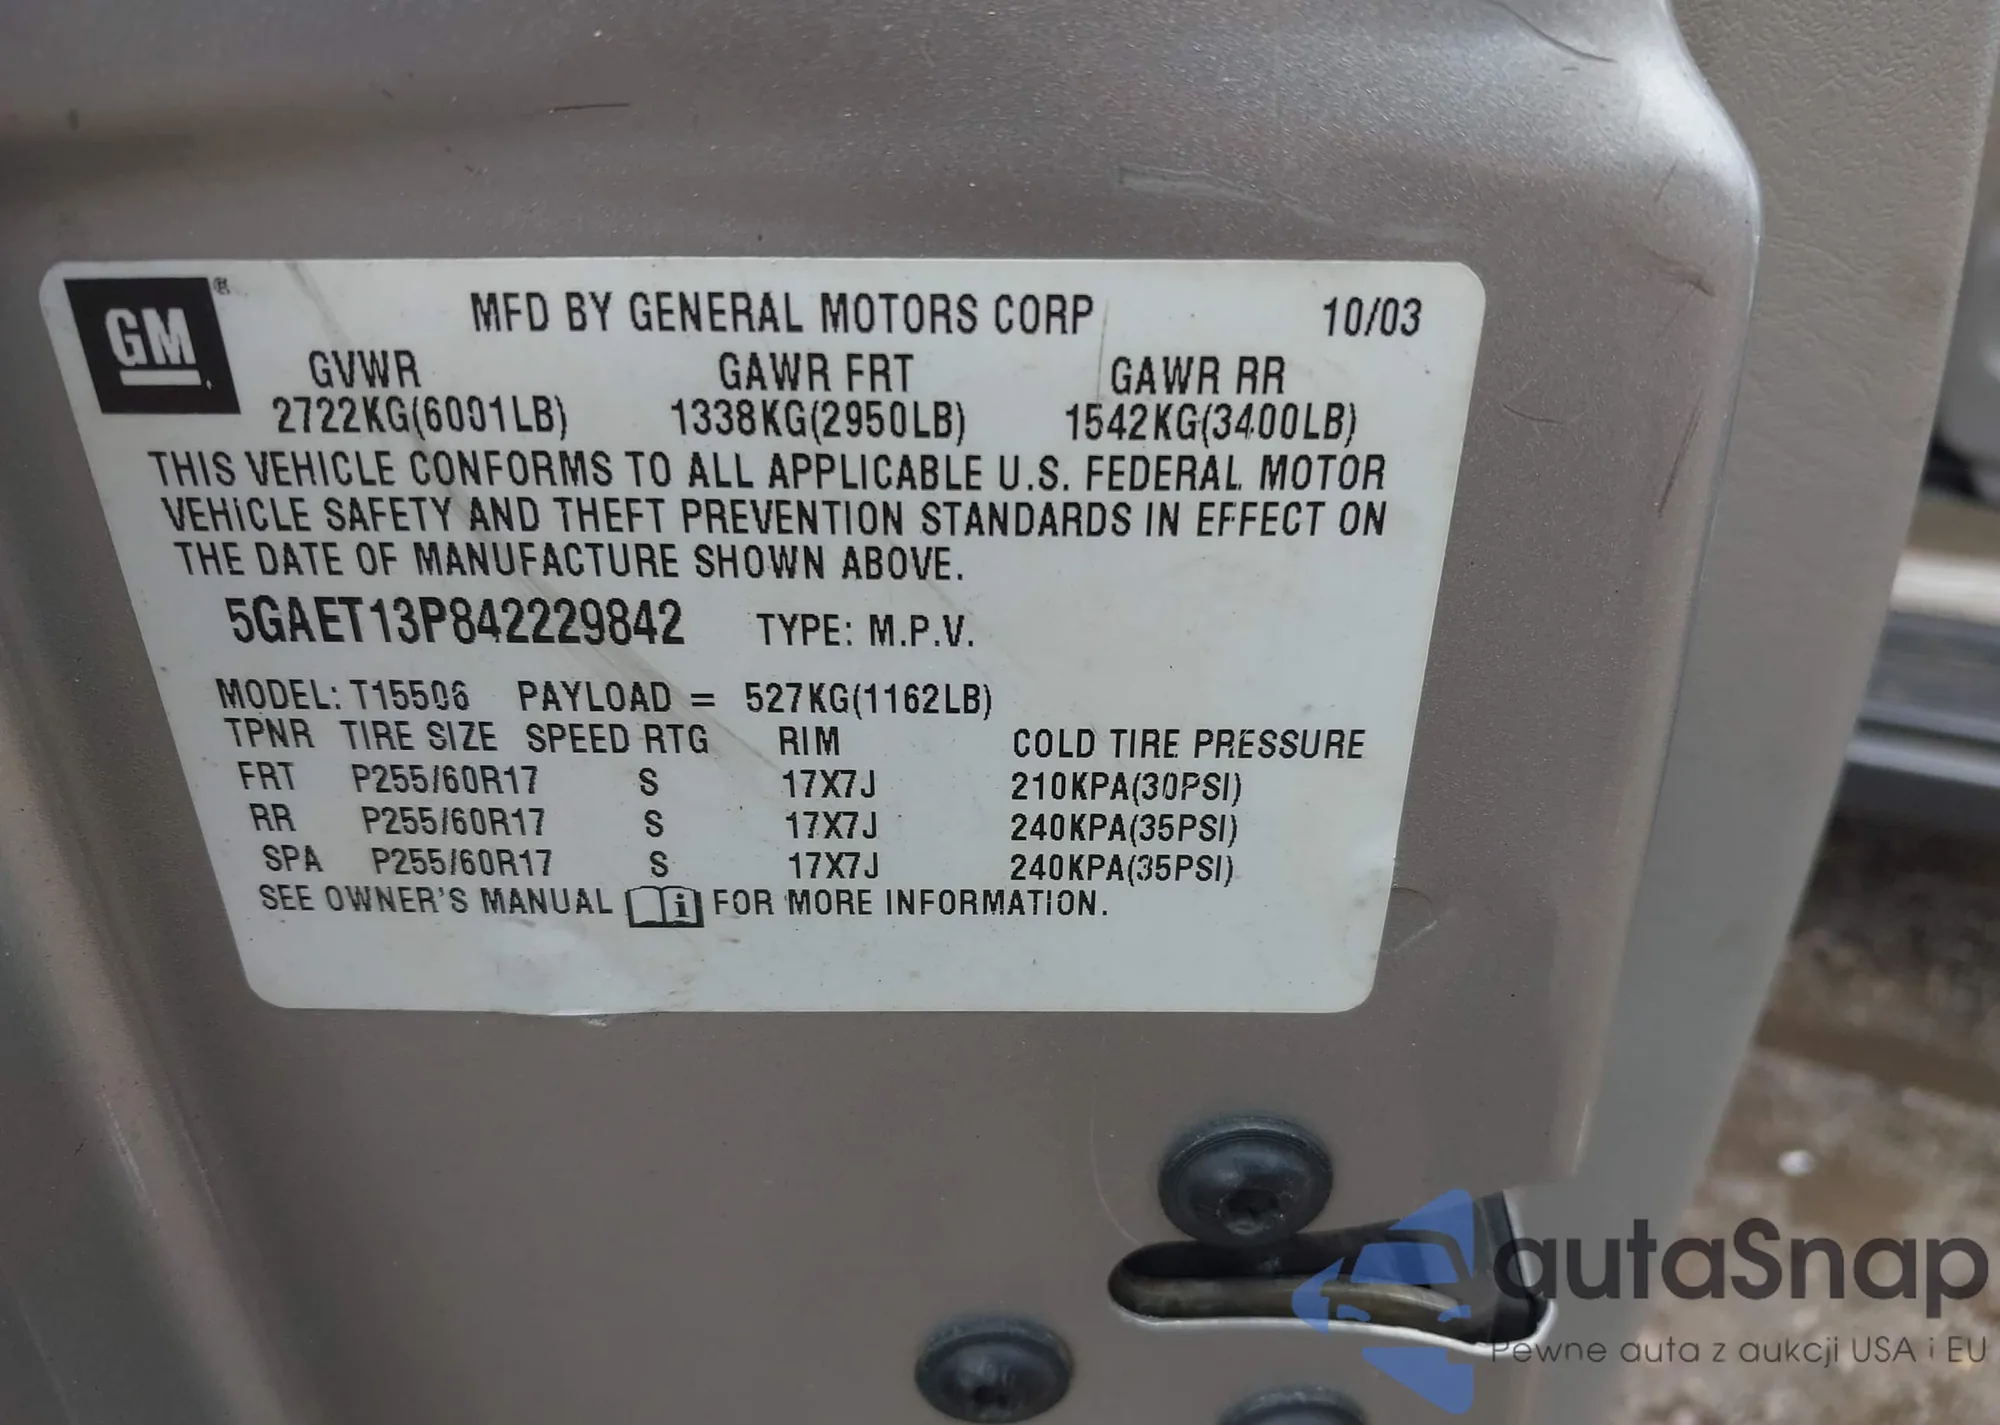 GM®
MFD BY GENERAL MOTORS CORP 10/03
GVWR GAWR FRT GAWR RR
2722KG(6001LB) 1338KG(2950LB) 1542KG(3400LB)
THIS VEHICLE CONFORMS TO ALL APPLICABLE U.S. FEDERAL MOTOR
VEHICLE SAFETY AND THEFT PREVENTION STANDARDS IN EFFECT ON
THE DATE OF MANUFACTURE SHOWN ABOVE.
5GAET13P842229842 TYPE: M.P.V.
MODEL: T15506 PAYLOAD = 527KG(1162LB)
TPNR TIRE SIZE SPEED RTG RIM COLD TIRE PRESSURE
FRT P255/60R17 S 17X7J 210KPA(30PSI)
RR P255/60R17 S 17X7J 240KPA(35PSI)
SPA P255/60R17 S 17X7J 240KPA(35PSI)
SEE OWNER'S MANUAL i FOR MORE INFORMATION.
autaSnap
Pewne auta z aukcji USA i EU